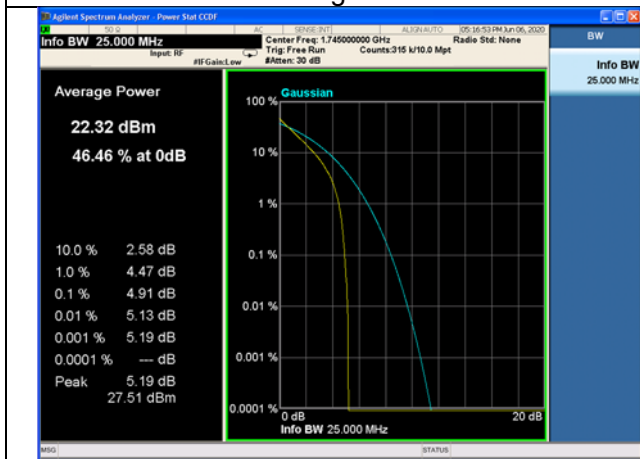 Agilent Spectrum Analyzer - Power Stat CCDF
50 Ω AC SENSE:INT ALIGN AUTO 05:16:53 PM Jun 06, 2020
Info BW 25.000 MHz
Center Freq: 1.745000000 GHz Radio Std: None
Input: RF Trig: Free Run Counts:315 k/10.0 Mpt
#IFGain:Low #Atten: 30 dB
BW
Info BW
25.000 MHz
Average Power
22.32 dBm
46.46 % at 0dB
10.0 % 2.58 dB
1.0 % 4.47 dB
0.1 % 4.91 dB
0.01 % 5.13 dB
0.001 % 5.19 dB
0.0001 % --- dB
Peak 5.19 dB
27.51 dBm
Gaussian
100 %
10 %
1 %
0.1 %
0.01 %
0.001 %
0.0001 %
0 dB 20 dB
Info BW 25.000 MHz
MSG STATUS